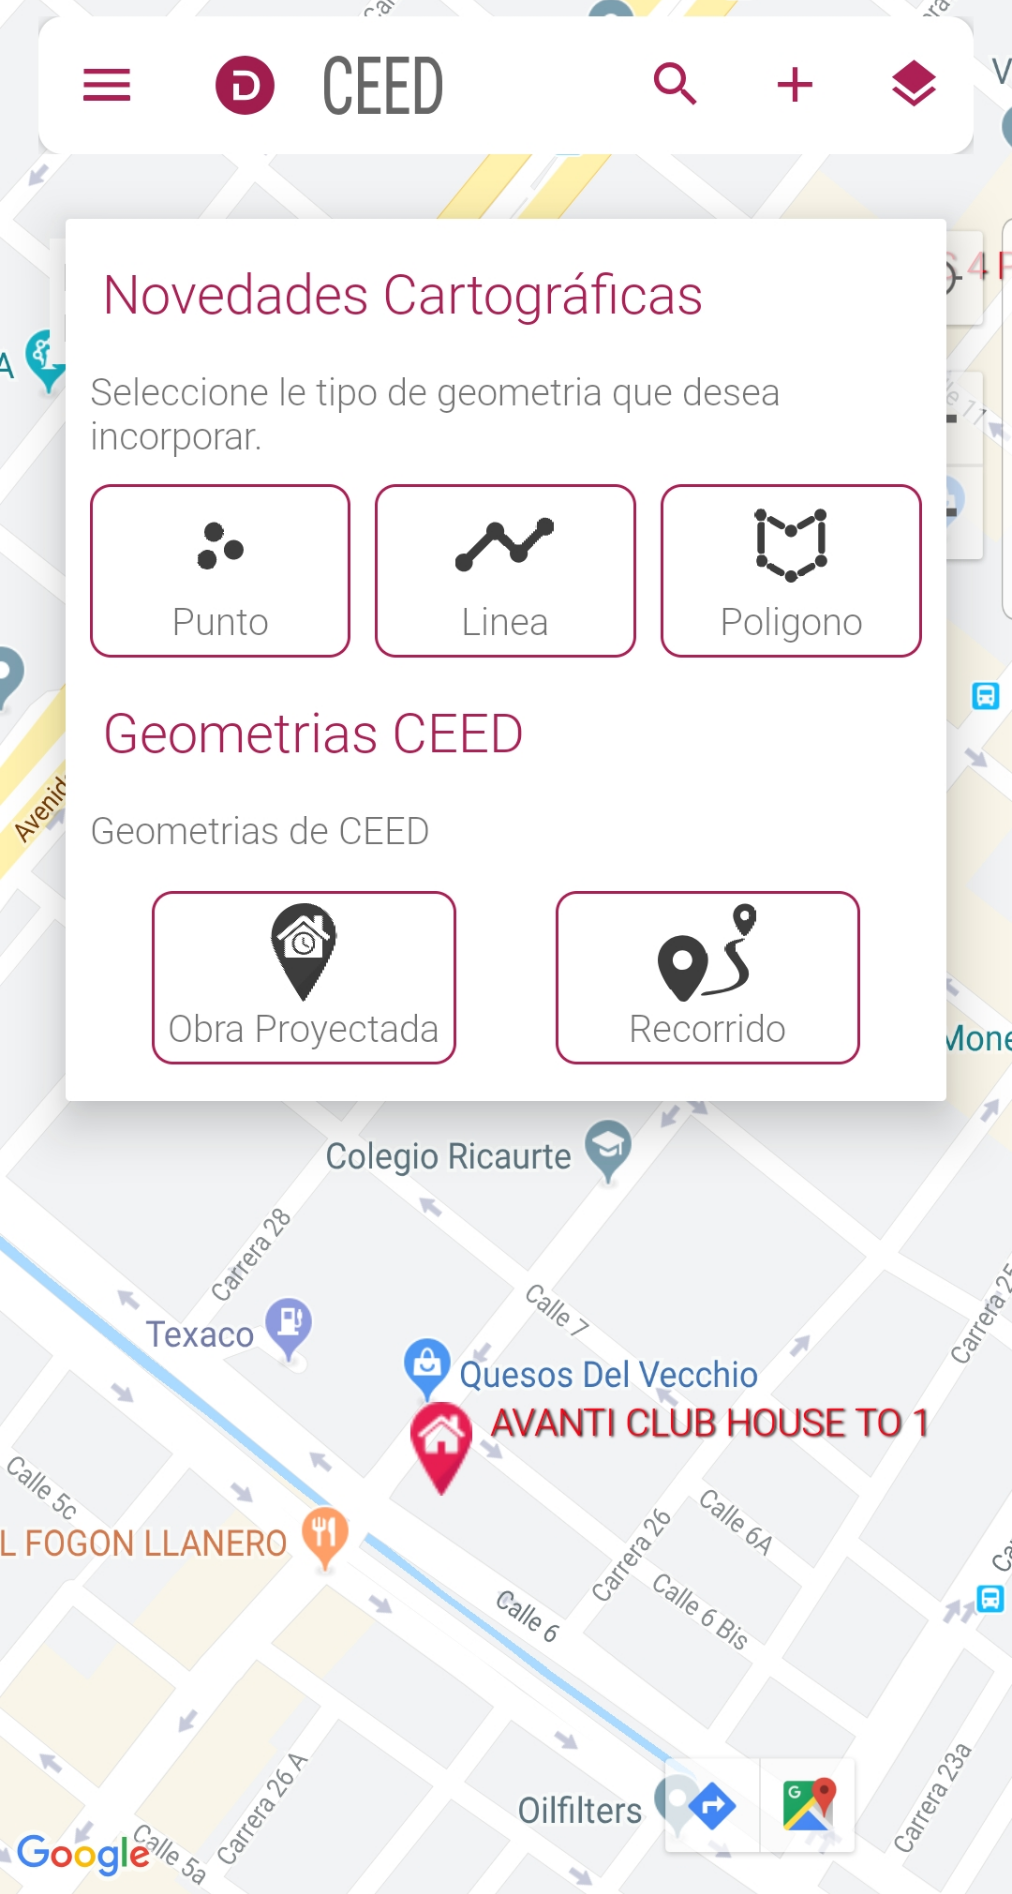 CEED
Novedades Cartográficas
Seleccione le tipo de geometria que desea
incorporar.
Punto
Linea
Poligono
Geometrias CEED
Geometrias de CEED
Obra Proyectada
Recorrido
Avenid
Mone
Colegio Ricaurte
Carrera 28
Calle 7
Carrera 25
Texaco
Quesos Del Vecchio
AVANTI CLUB HOUSE TO 1
Calle 5c
L FOGON LLANERO
Calle 6A
Carrera 26
Calle 6 Bis
Calle 6
Carrera 26 A
Carrera 23a
Oilfilters
Google
Calle 5a